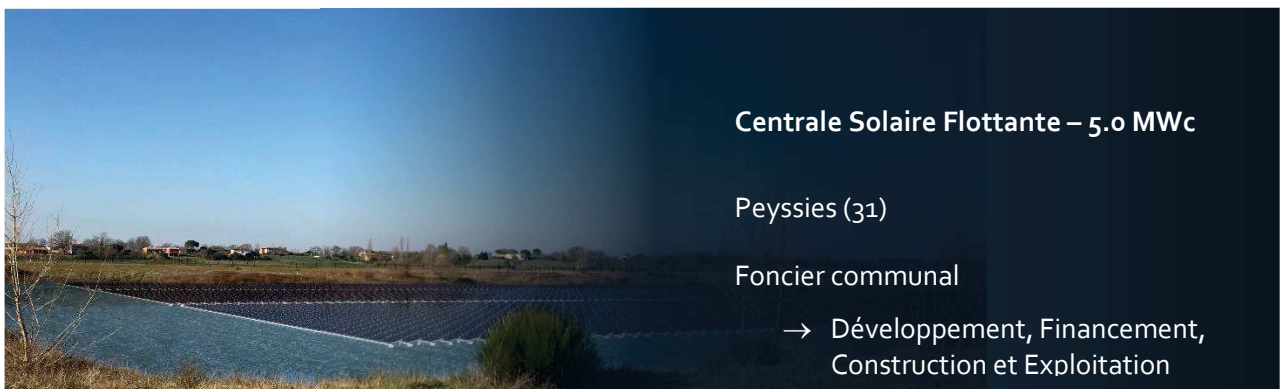 Centrale Solaire Flottante – 5.0 MWc
Peyssies (31)
Foncier communal
→ Développement, Financement,
Construction et Exploitation